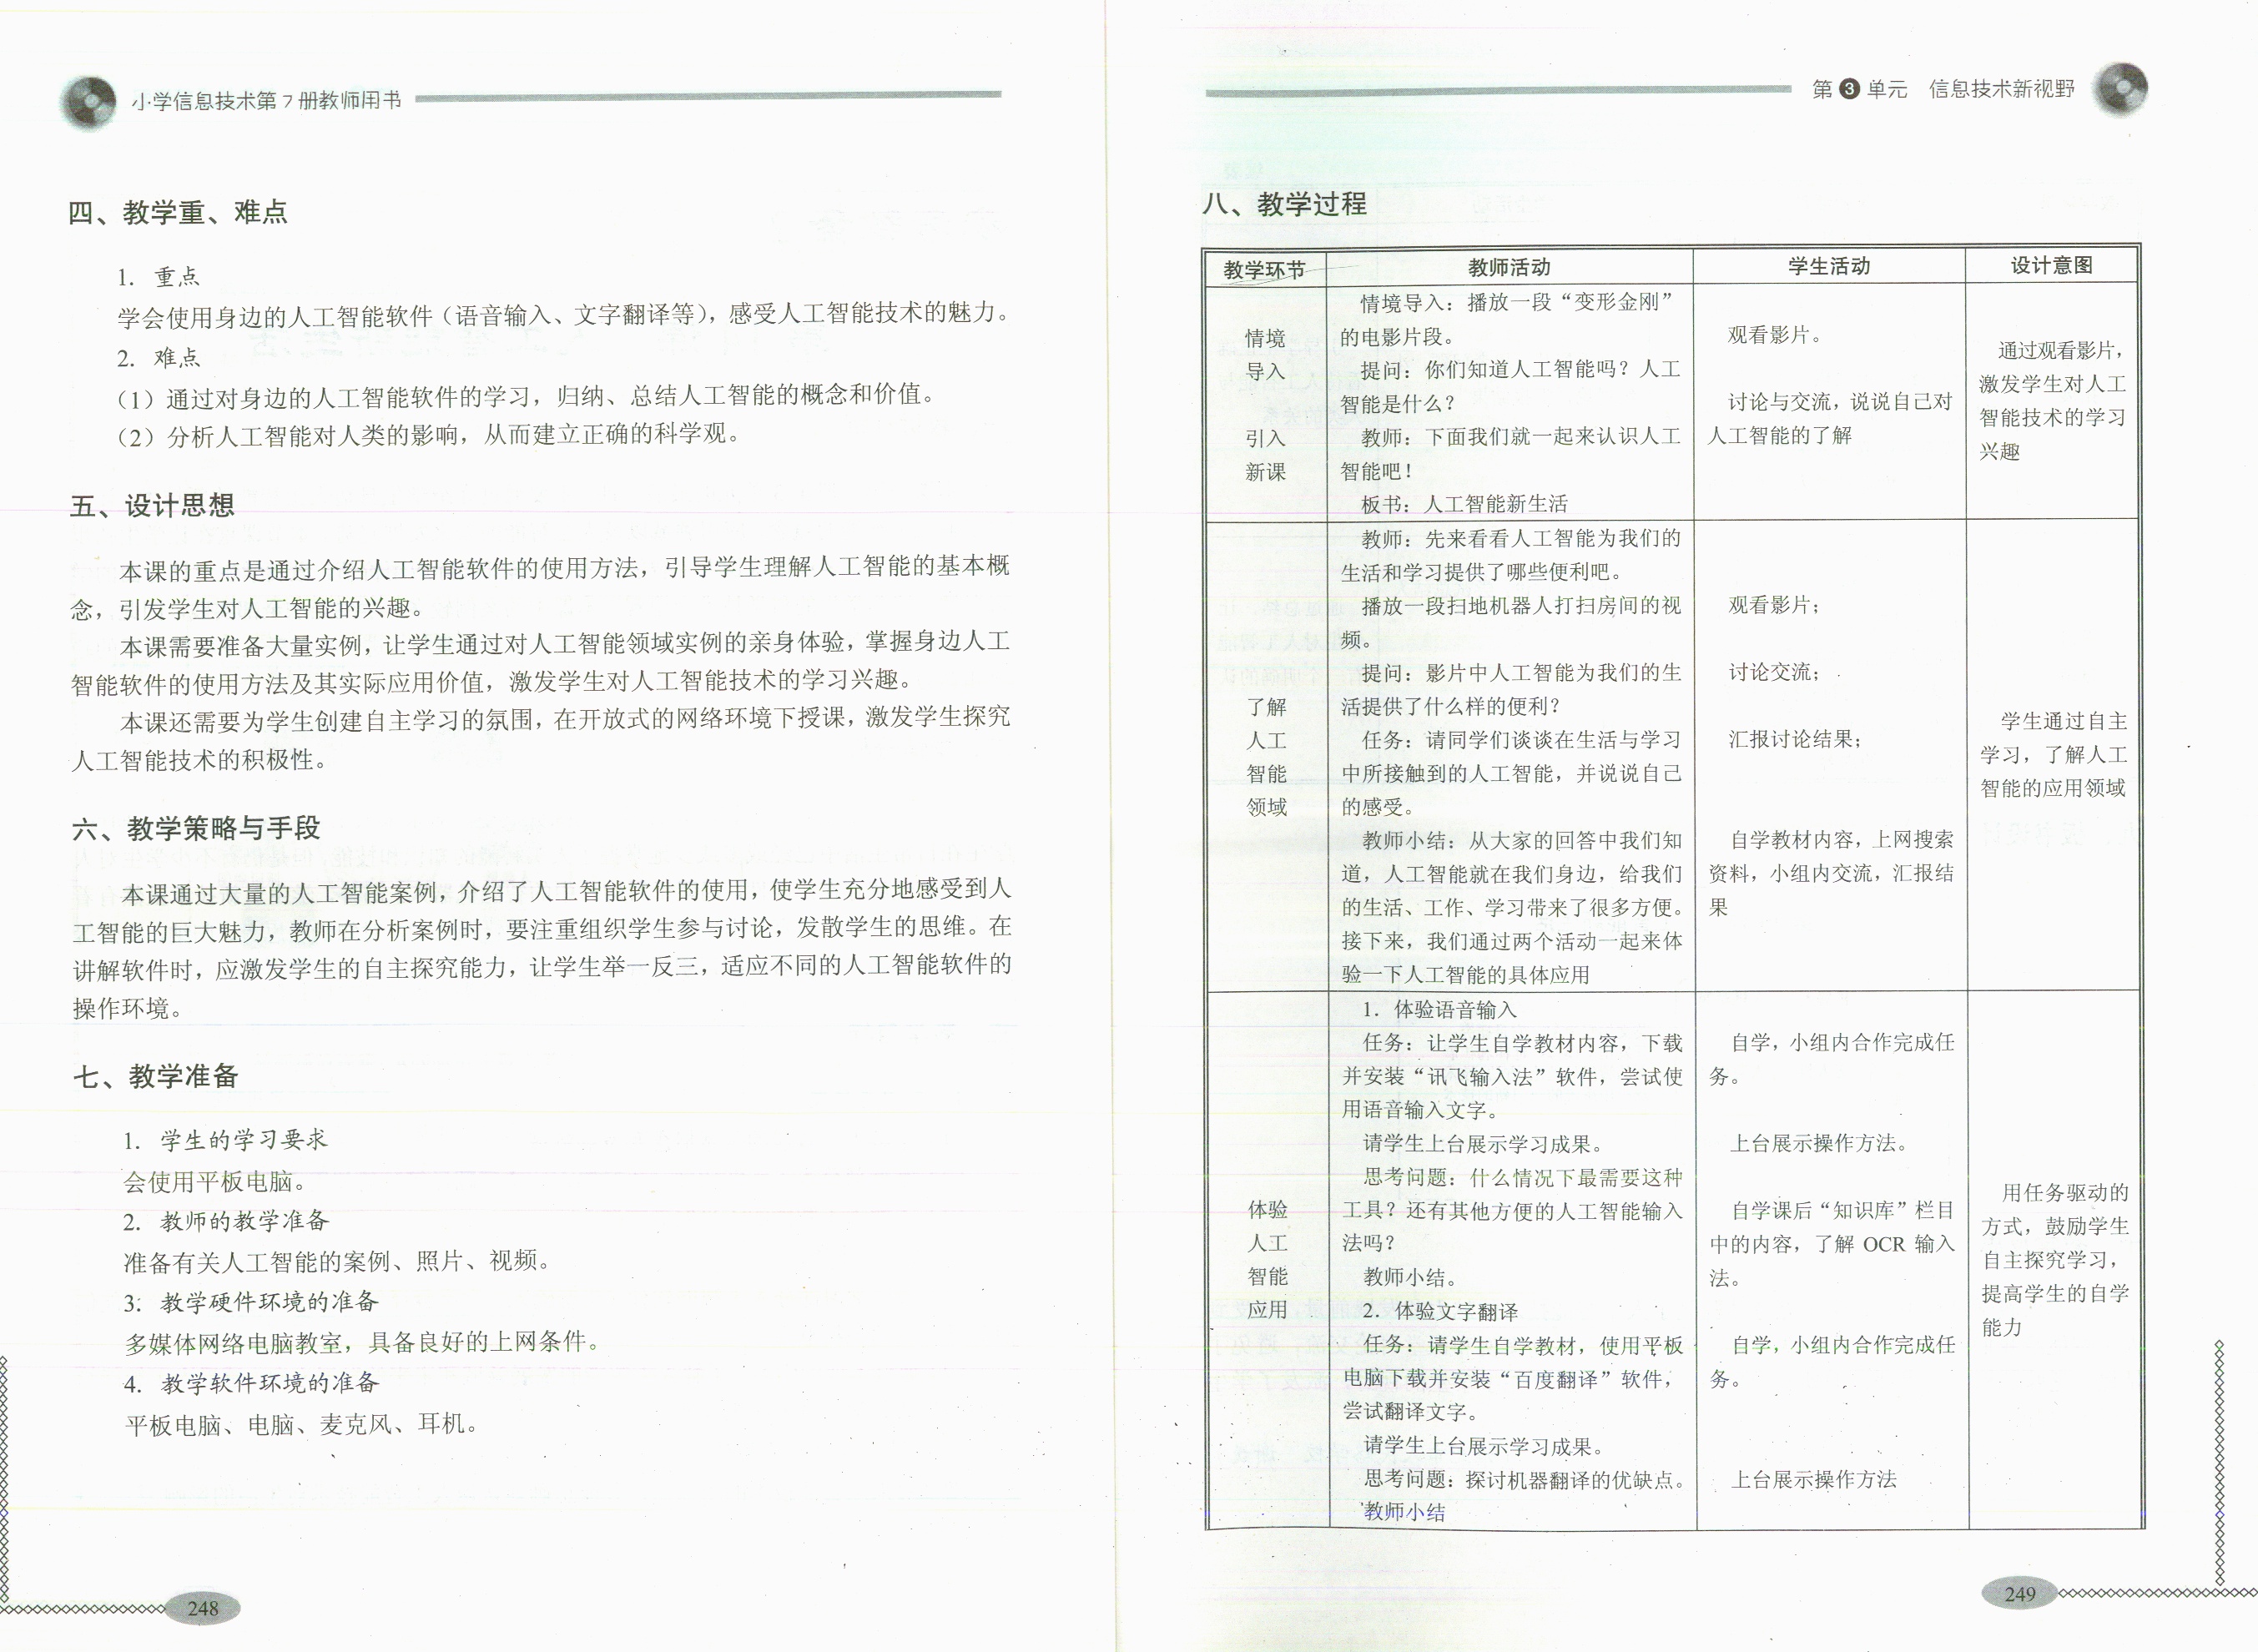 小学信息技术第7册教师用书
四、教学重、难点
1. 重点
学会使用身边的人工智能软件（语音输入、文字翻译等），感受人工智能技术的魅力。
2. 难点
（1）通过对身边的人工智能软件的学习，归纳、总结人工智能的概念和价值。
（2）分析人工智能对人类的影响，从而建立正确的科学观。
五、设计思想
本课的重点是通过介绍人工智能软件的使用方法，引导学生理解人工智能的基本概
念，引发学生对人工智能的兴趣。
本课需要准备大量实例，让学生通过对人工智能领域实例的亲身体验，掌握身边人工
智能软件的使用方法及其实际应用价值，激发学生对人工智能技术的学习兴趣。
本课还需要为学生创建自主学习的氛围，在开放式的网络环境下授课，激发学生探究
人工智能技术的积极性。
六、教学策略与手段
本课通过大量的人工智能案例，介绍了人工智能软件的使用，使学生充分地感受到人
工智能的巨大魅力，教师在分析案例时，要注重组织学生参与讨论，发散学生的思维。在
讲解软件时，应激发学生的自主探究能力，让学生举一反三，适应不同的人工智能软件的
操作环境。
七、教学准备
1. 学生的学习要求
会使用平板电脑。
2. 教师的教学准备
准备有关人工智能的案例、照片、视频。
3. 教学硬件环境的准备
多媒体网络电脑教室，具备良好的上网条件。
4. 教学软件环境的准备
平板电脑、电脑、麦克风、耳机。
248
第3单元 信息技术新视野
八、教学过程
教学环节 教师活动 学生活动 设计意图
情境
导入
引入
新课
情境导入：播放一段“变形金刚”
的电影片段。
提问：你们知道人工智能吗？人工
智能是什么？
教师：下面我们就一起来认识人工
智能吧！
板书：人工智能新生活
观看影片。
讨论与交流，说说自己对
人工智能的了解
通过观看影片，
激发学生对人工
智能技术的学习
兴趣
了解
人工
智能
领域
教师：先来看看人工智能为我们的
生活和学习提供了哪些便利吧。
播放一段扫地机器人打扫房间的视
频。
提问：影片中人工智能为我们的生
活提供了什么样的便利？
任务：请同学们谈谈在生活与学习
中所接触到的人工智能，并说说自己
的感受。
教师小结：从大家的回答中我们知
道，人工智能就在我们身边，给我们
的生活、工作、学习带来了很多方便。
接下来，我们通过两个活动一起来体
验一下人工智能的具体应用
观看影片；
讨论交流；
汇报讨论结果；
自学教材内容，上网搜索
资料，小组内交流，汇报结
果
学生通过自主
学习，了解人工
智能的应用领域
体验
人工
智能
应用
1. 体验语音输入
任务：让学生自学教材内容，下载
并安装“讯飞输入法”软件，尝试使
用语音输入文字。
请学生上台展示学习成果。
思考问题：什么情况下最需要这种
工具？还有其他方便的人工智能输入
法吗？
教师小结。
2. 体验文字翻译
任务：请学生自学教材，使用平板
电脑下载并安装“百度翻译”软件，
尝试翻译文字。
请学生上台展示学习成果。
思考问题：探讨机器翻译的优缺点。
教师小结
自学，小组内合作完成任
务。
上台展示操作方法。
自学课后“知识库”栏目
中的内容，了解 OCR 输入
法。
自学，小组内合作完成任
务。
上台展示操作方法
用任务驱动的
方式，鼓励学生
自主探究学习，
提高学生的自学
能力
249